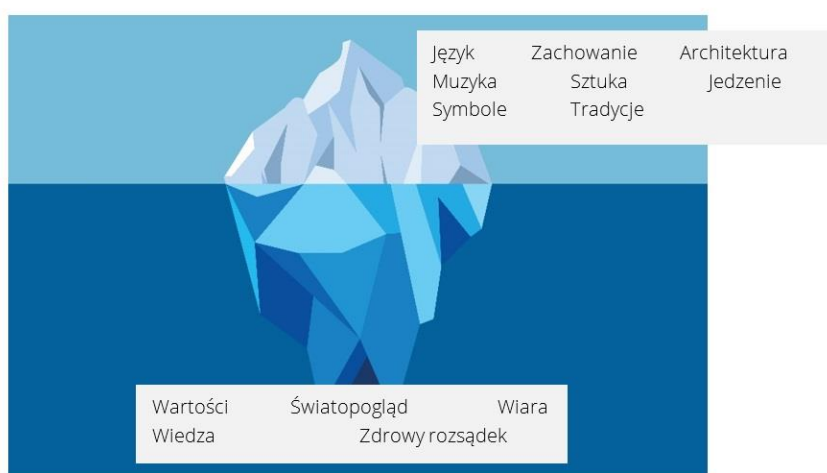 Język Zachowanie Architektura
Muzyka Sztuka Jedzenie
Symbole Tradycje
Wartości Światopogląd Wiara
Wiedza Zdrowy rozsądek